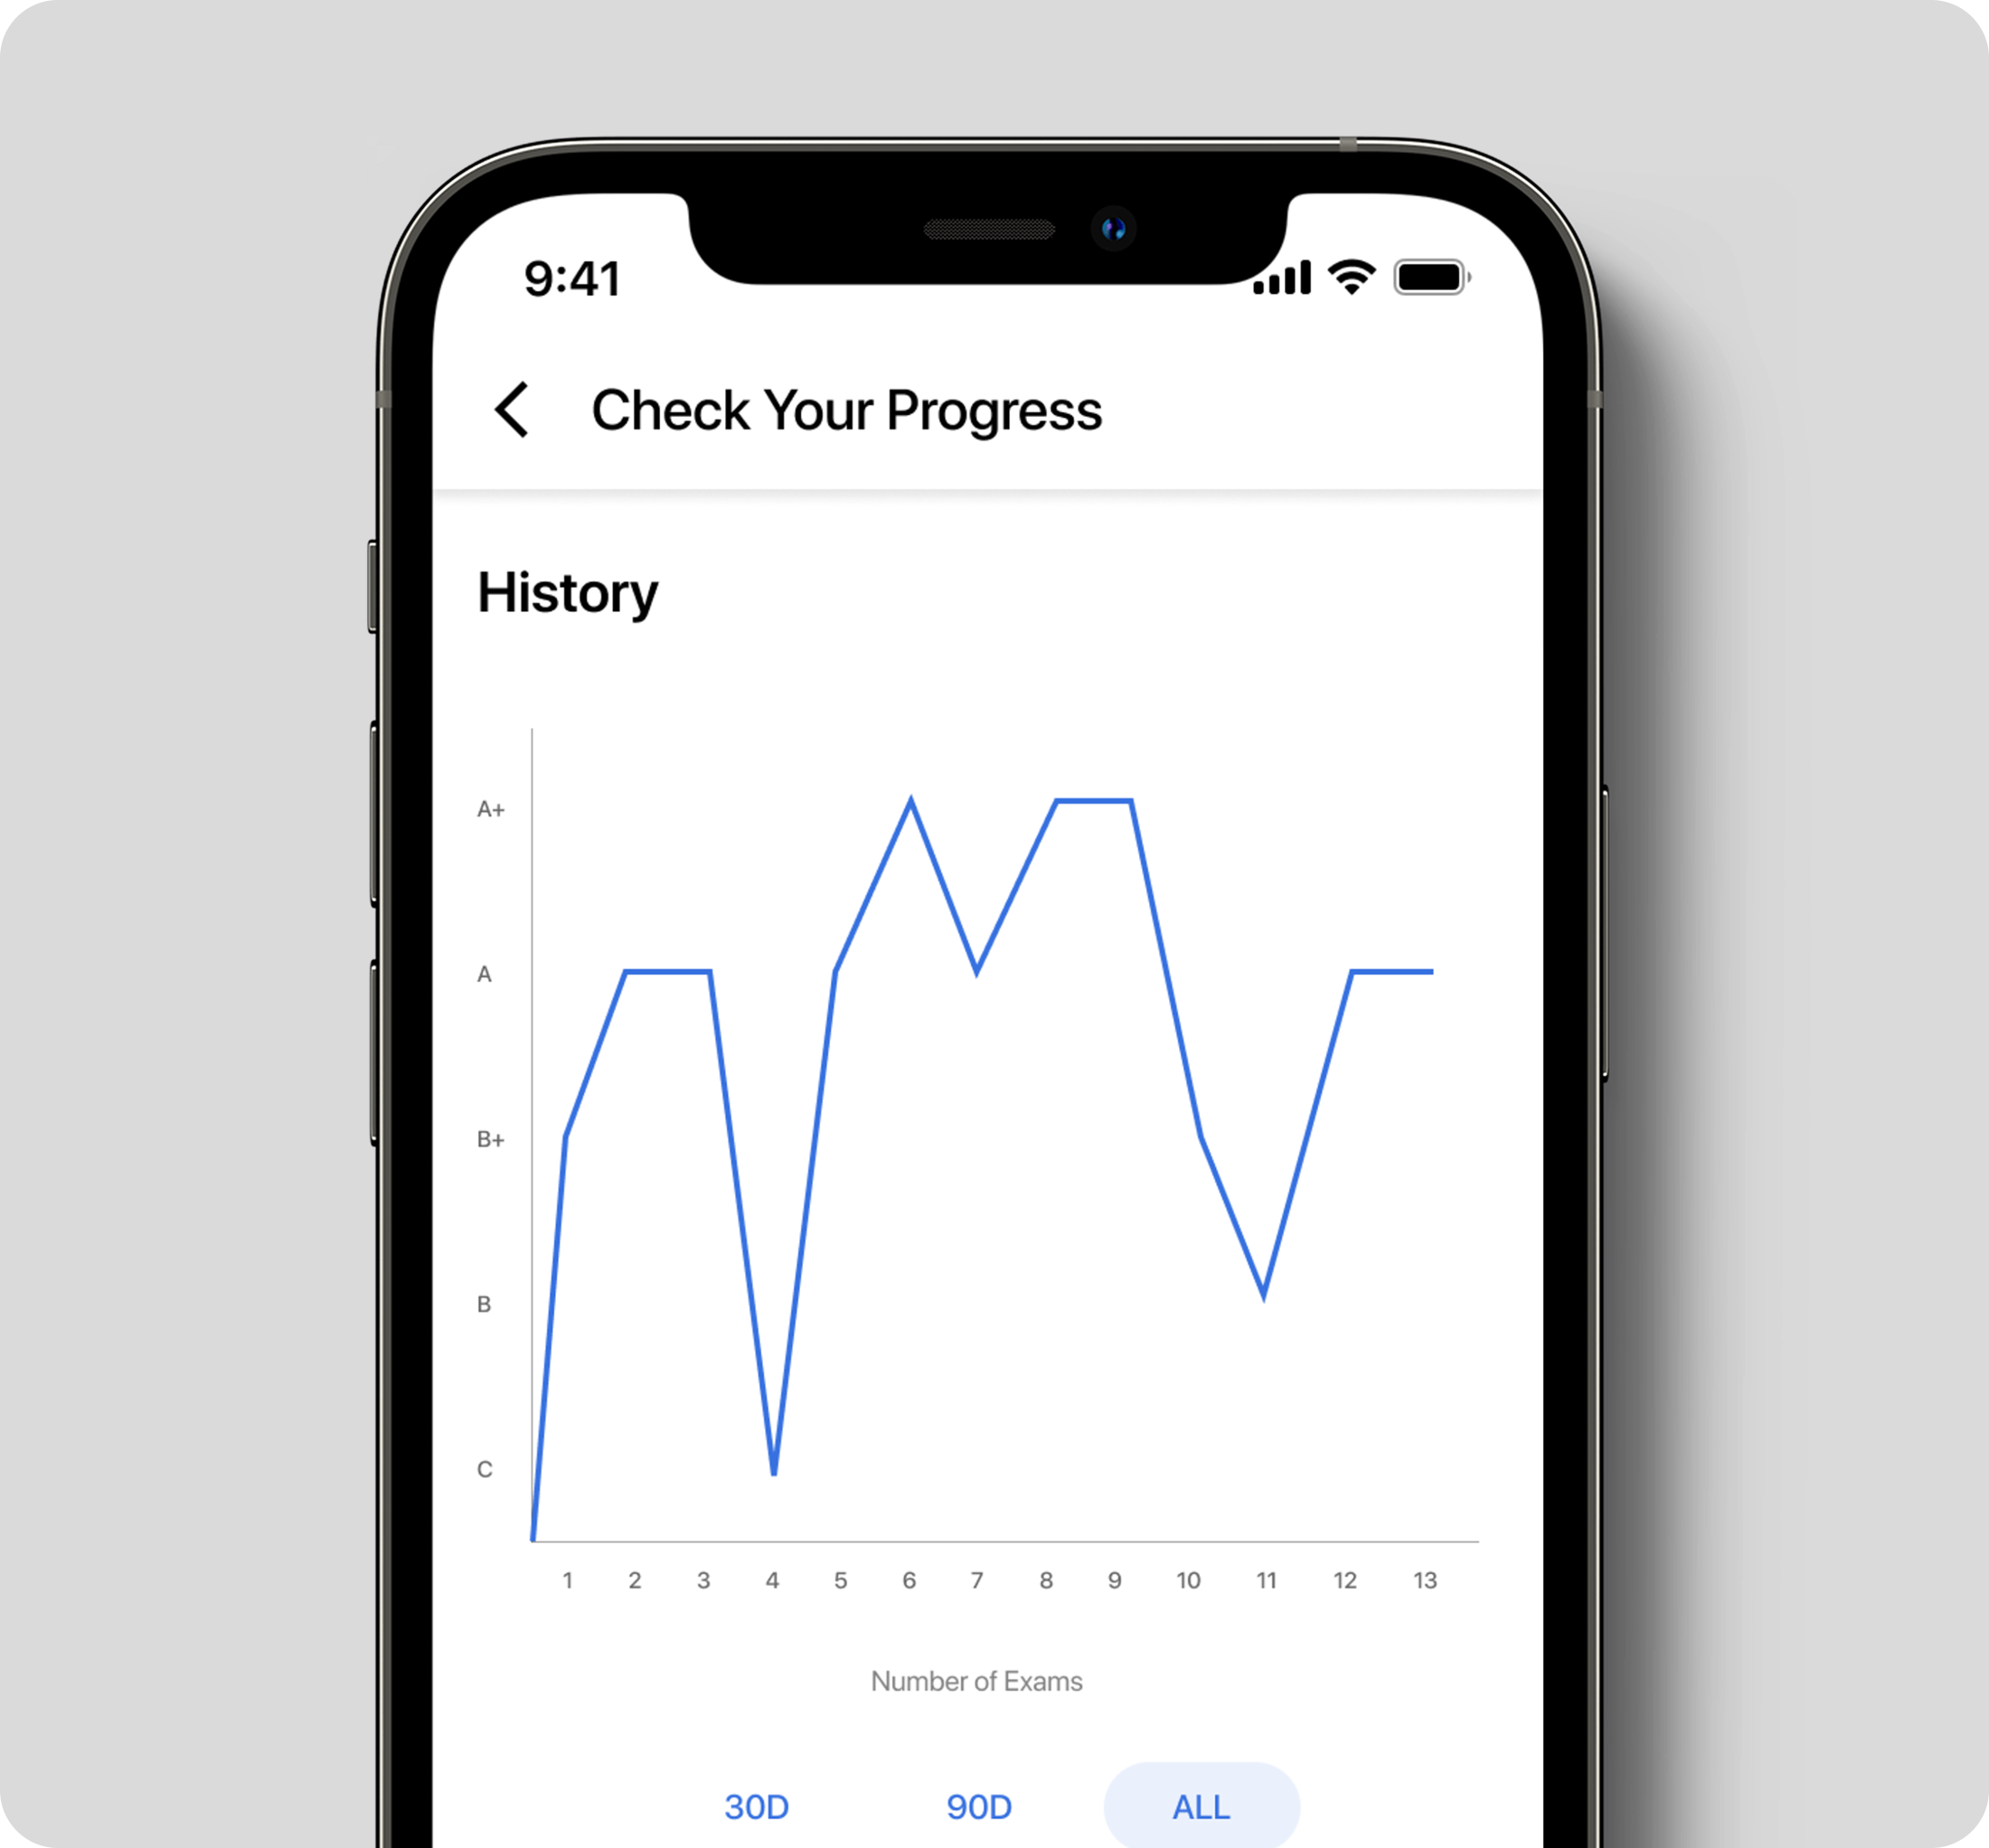 9:41
Check Your Progress
History
A+
A
B+
B
C
1 2 3 4 5 6 7 8 9 10 11 12 13
Number of Exams
30D 90D ALL